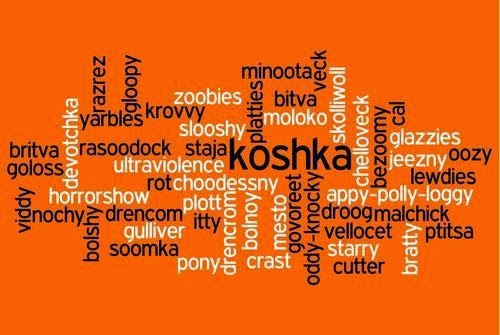 minoota
veck
razrez
gloopy
zoobies
bitva
krovvy
platties
skolliwoll
yarbles
moloko
cal
slooshy
devotchka
chelloveck
bezoomy
glazzies
britva
rasoodock
staja
koshka
jeezny
oozy
goloss
ultraviolence
lewdies
rot
choodessny
horrorshow
appy-polly-loggy
viddy
nochy
bolshy
drencom
plott
drencrom
bolnoy
mesto
govoreet
oddy-knocky
droog
malchick
itty
gulliver
vellocet
ptitsa
soomka
starry
bratty
pony-
crast
cutter